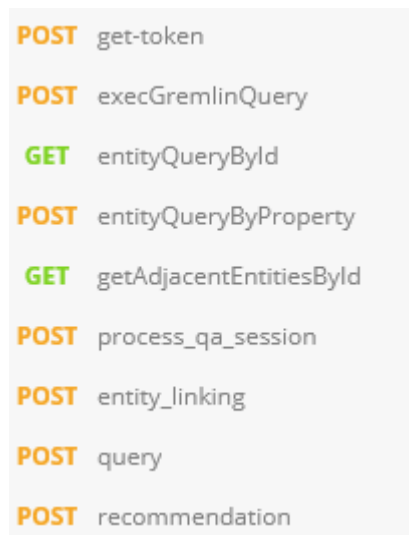 POST get-token
POST execGremlinQuery
GET entityQueryById
POST entityQueryByProperty
GET getAdjacentEntitiesById
POST process_qa_session
POST entity_linking
POST query
POST recommendation